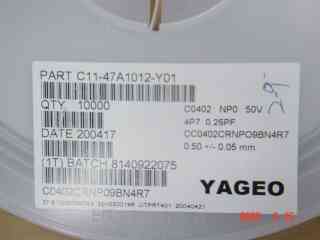 PART C11-47A1012-Y01
QTY. 10000
C0402 NP0 50V
4P7 0.25PF
DATE 200417
CC0402CRNPO9BN4R7
0.50 +/- 0.05 mm
(1T) BATCH 8140922075
CC0402CRNPO9BN4R7
YAGEO